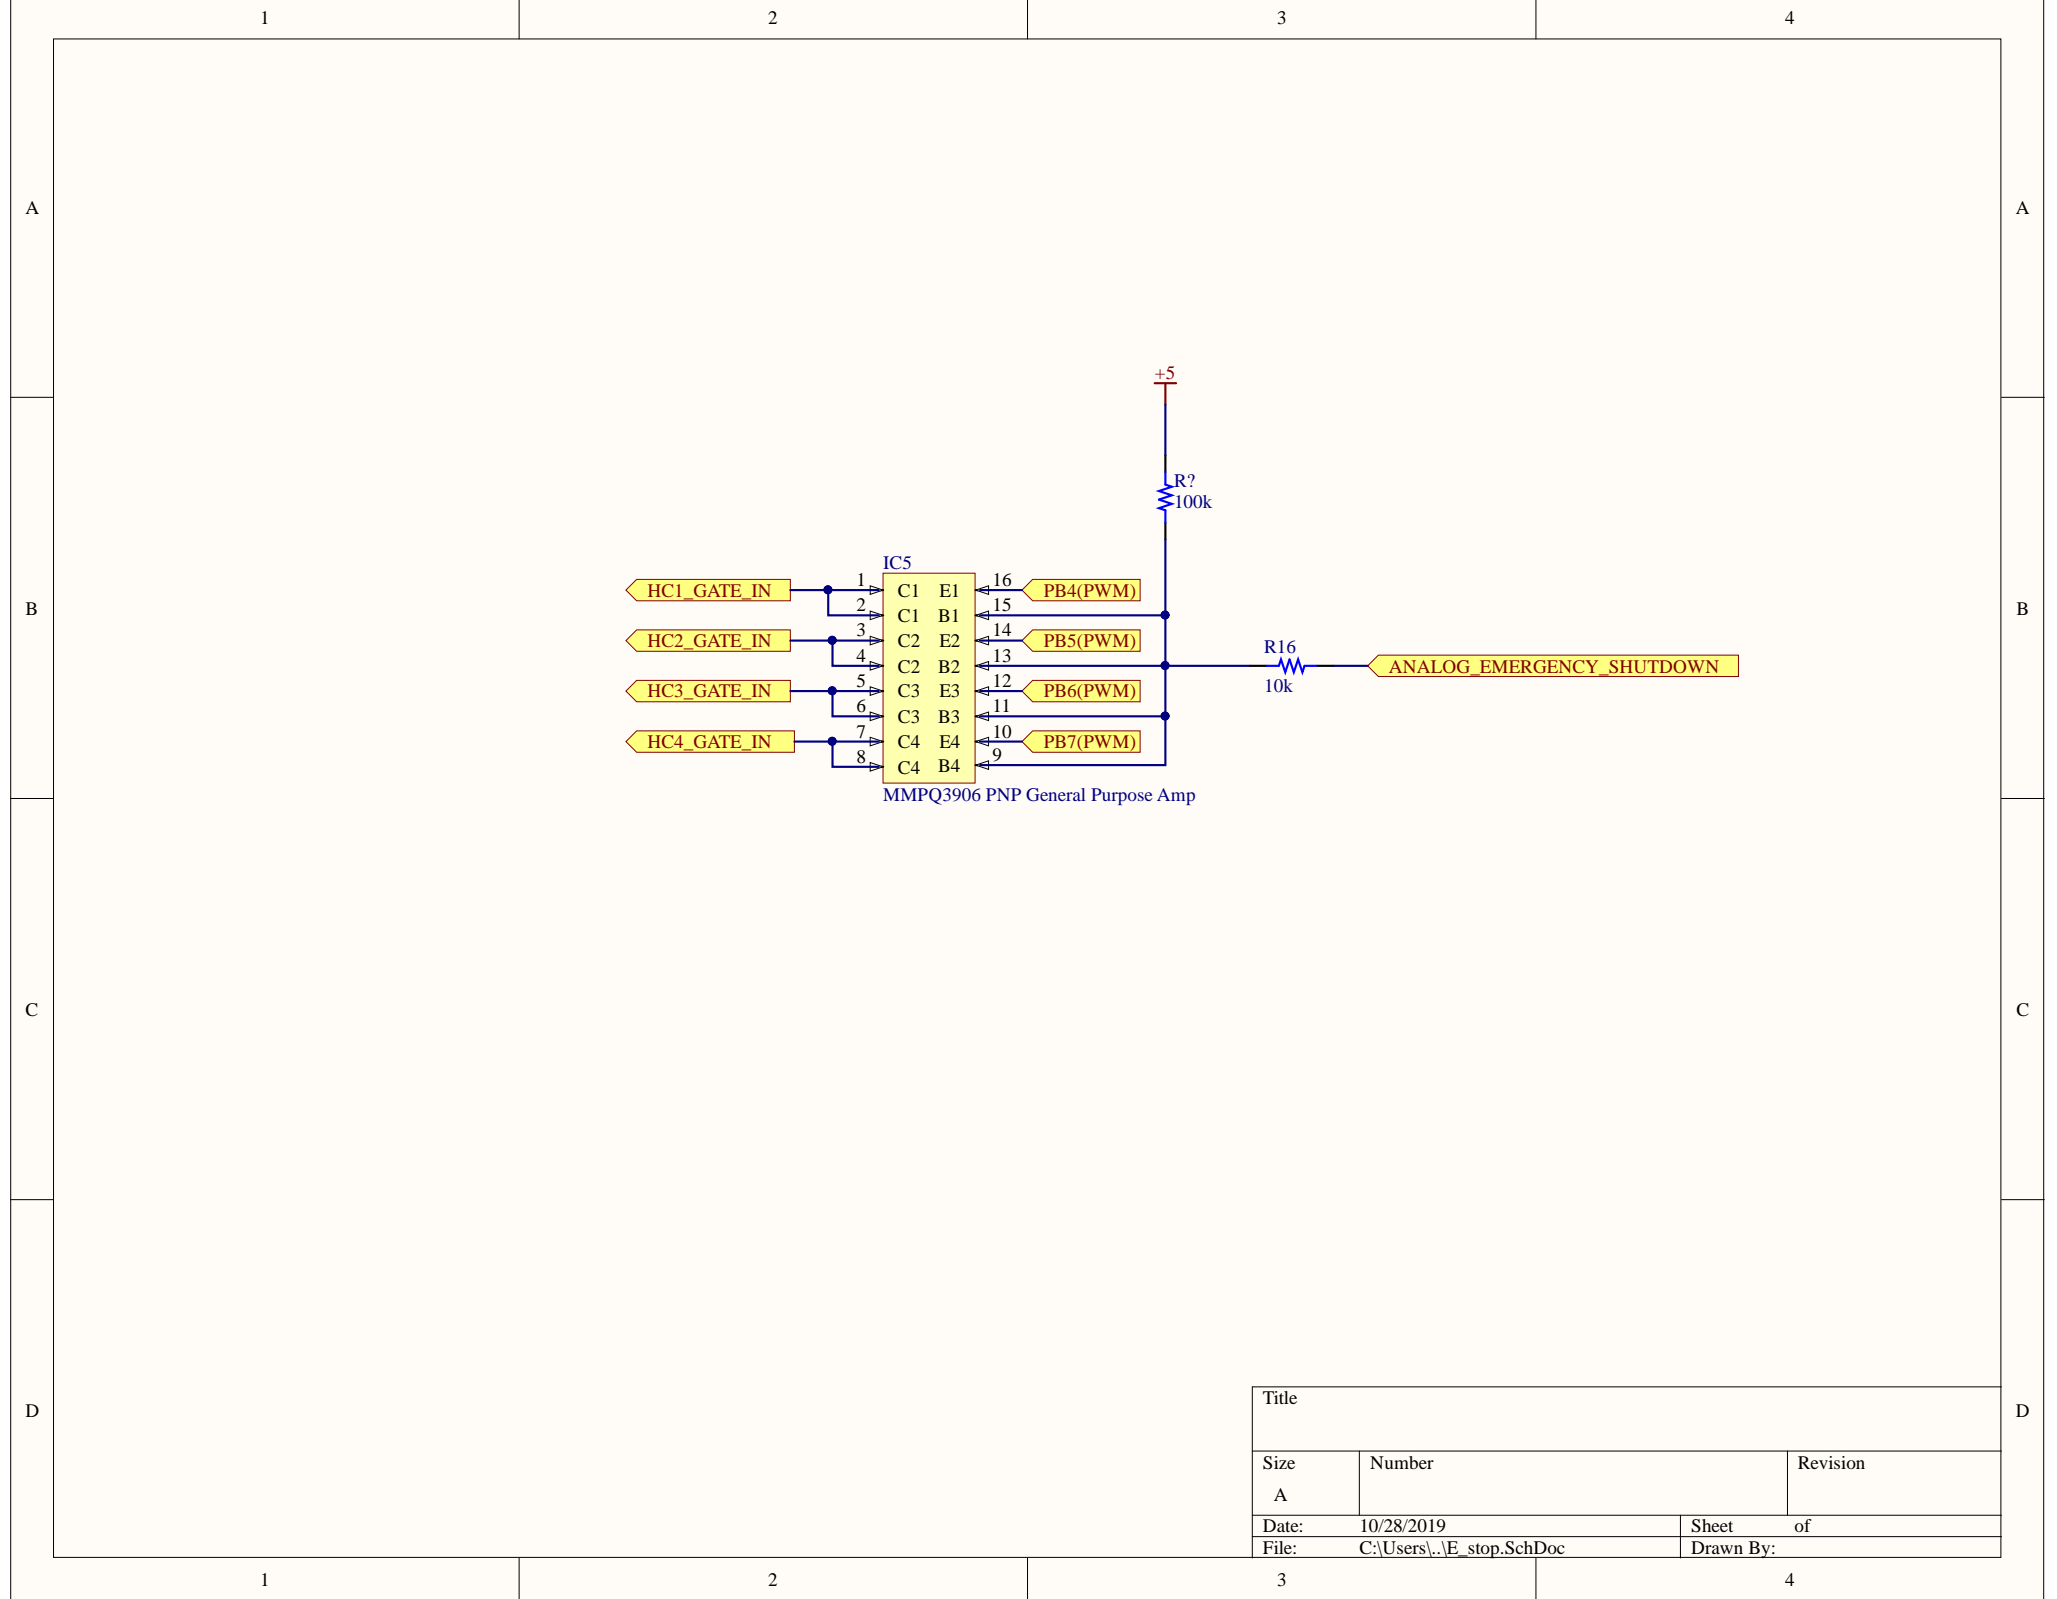 1 2 3 4
A A
+5
R?
100k
IC5
HC1_GATE_IN 1 C1 E1 16 PB4(PWM)
2 C1 B1 15
HC2_GATE_IN 3 C2 E2 14 PB5(PWM)
4 C2 B2 13
R16
10k
ANALOG_EMERGENCY_SHUTDOWN
HC3_GATE_IN 5 C3 E3 12 PB6(PWM)
6 C3 B3 11
HC4_GATE_IN 7 C4 E4 10 PB7(PWM)
8 C4 B4 9
MMPQ3906 PNP General Purpose Amp
B B
C C
D D
Title
Size Number Revision
A
Date: 10/28/2019 Sheet of
File: C:\Users\..\E_stop.SchDoc Drawn By:
1 2 3 4